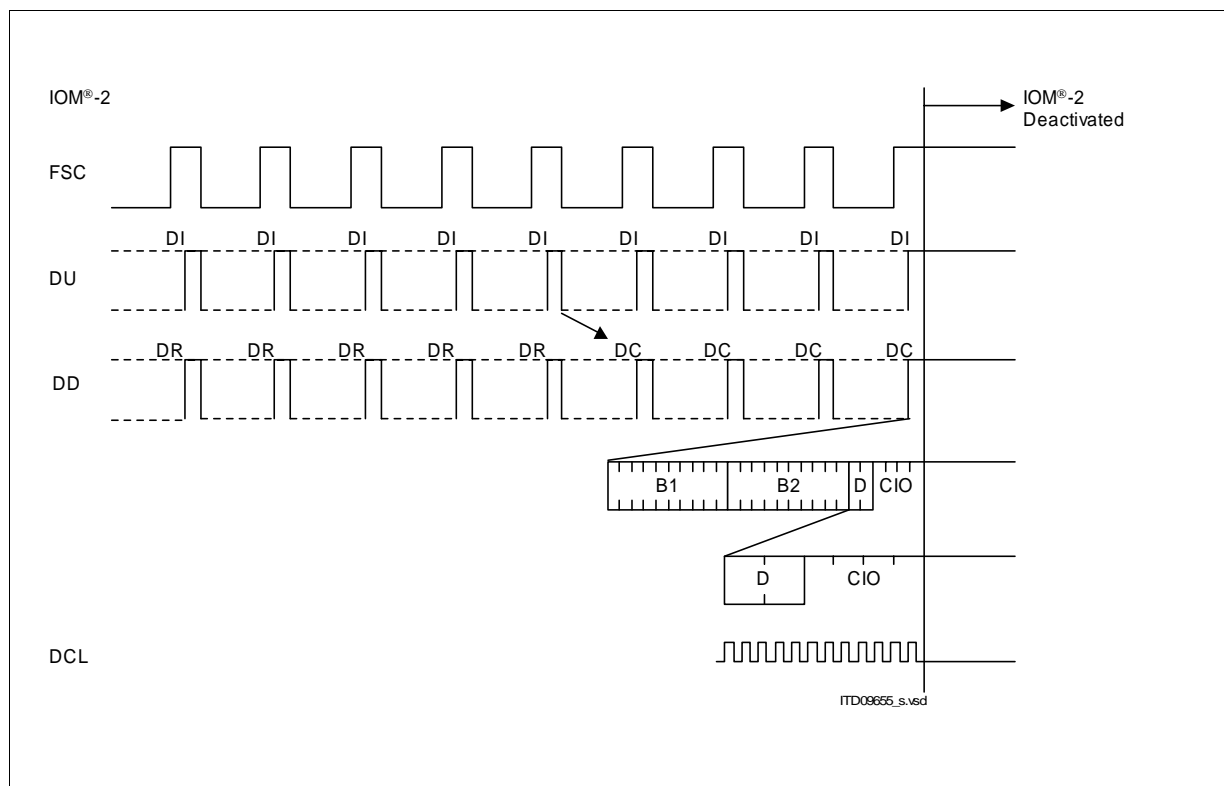 IOM®-2
IOM®-2
Deactivated
FSC
DI DI DI DI DI DI DI DI DI
DU
DR DR DR DR DR DC DC DC DC
DD
B1 B2 D CIO
D CIO
DCL
ITD09655_s.vsd